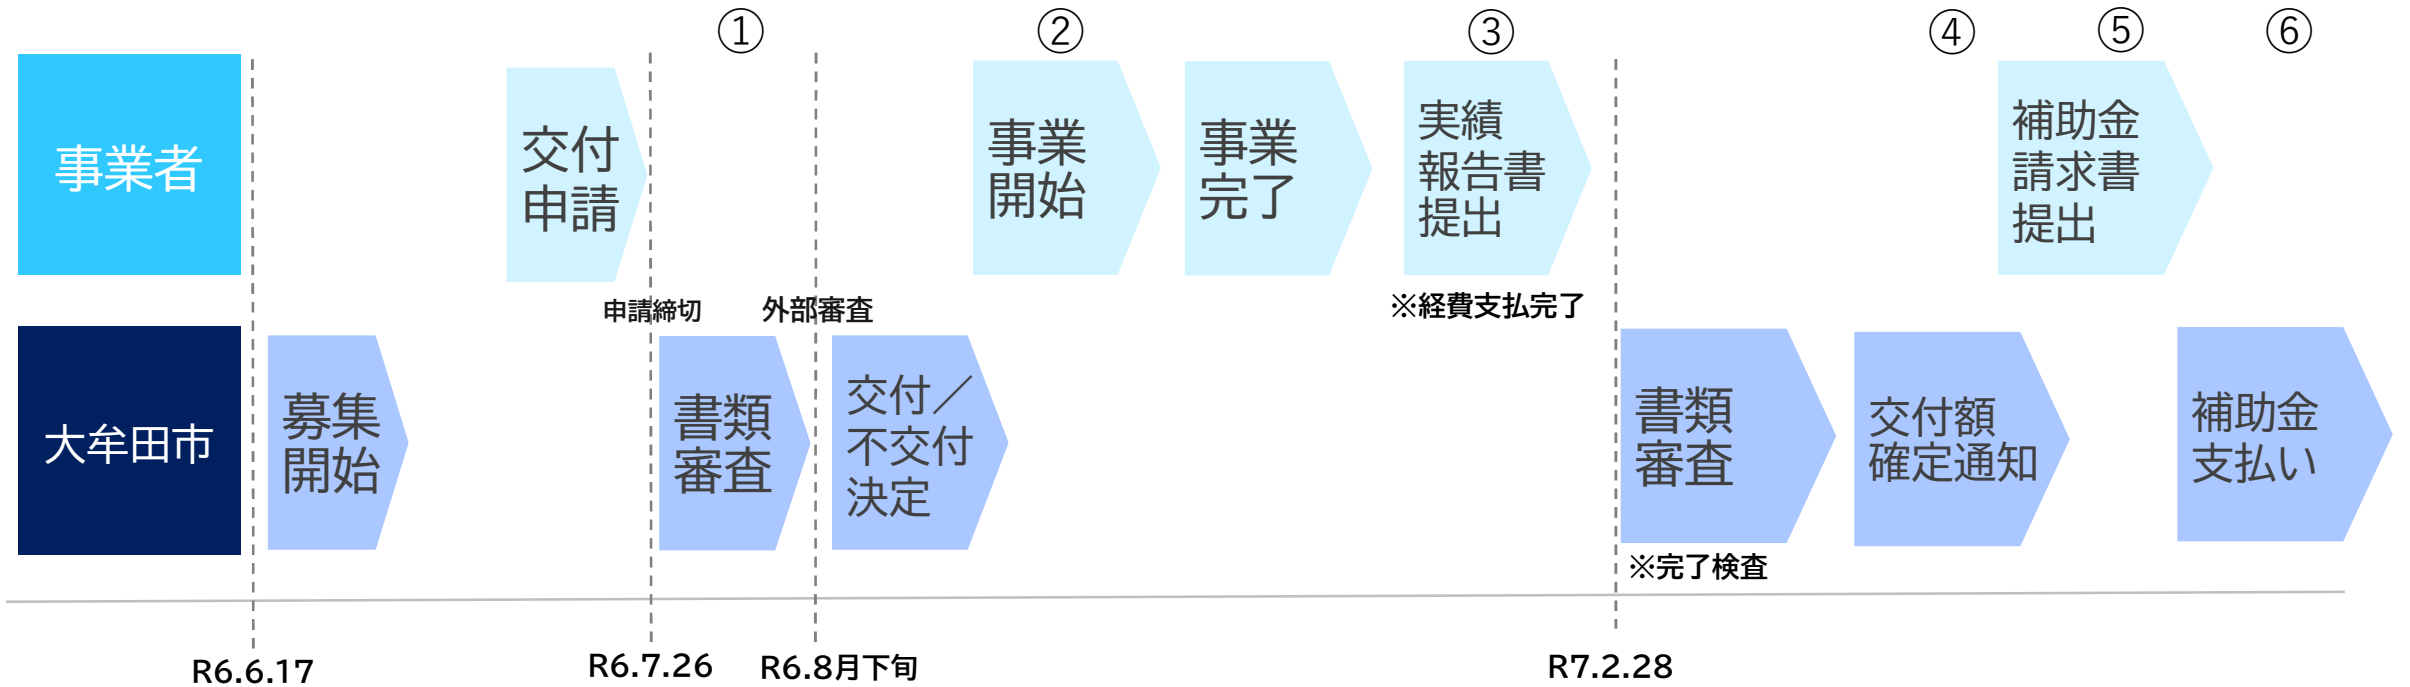 ①
②
③
④
⑤
⑥
事業者
交付
申請
事業
開始
事業
完了
実績
報告書
提出
補助金
請求書
提出
申請締切
外部審査
※経費支払完了
大牟田市
募集
開始
書類
審査
交付／
不交付
決定
書類
審査
交付額
確定通知
補助金
支払い
※完了検査
R6.6.17
R6.7.26
R6.8月下旬
R7.2.28